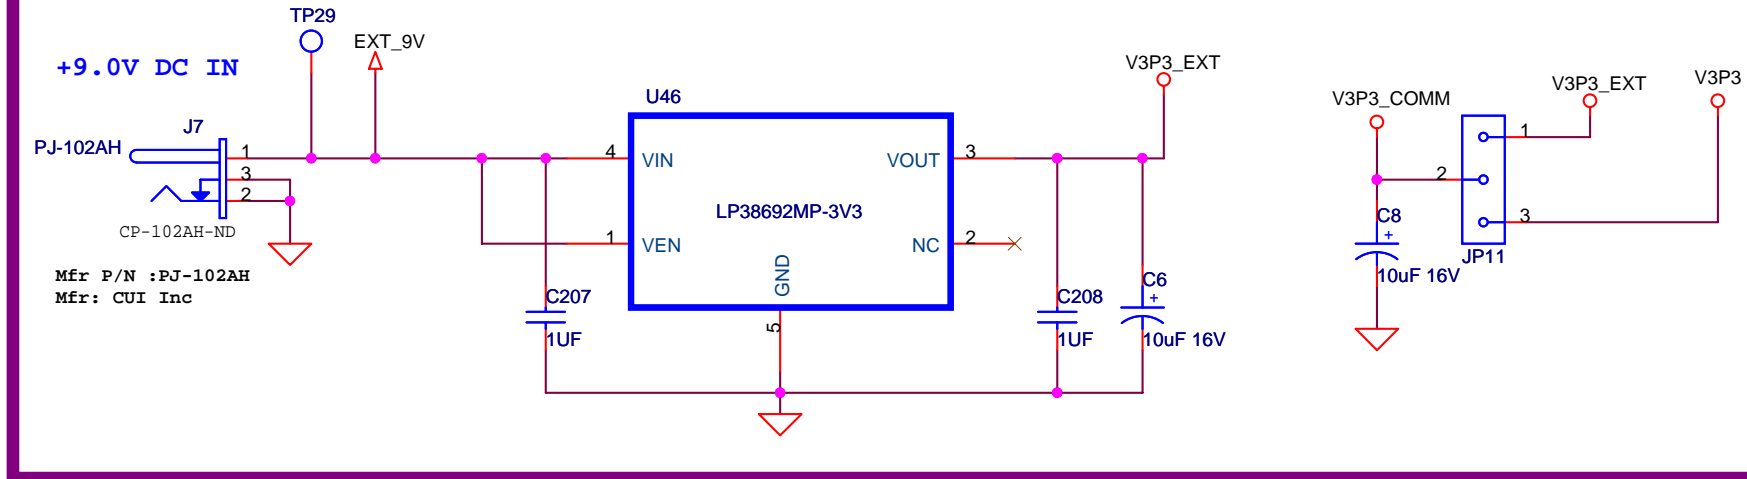 TP29
EXT_9V
+9.0V DC IN
J7
PJ-102AH
1
3
2
CP-102AH-ND
Mfr P/N :PJ-102AH
Mfr: CUI Inc
U46
4
VIN
VOUT
3
LP38692MP-3V3
1
VEN
NC
2
GND
5
C207
1UF
C208
1UF
C6
+
10uF 16V
V3P3_EXT
V3P3_COMM
V3P3_EXT
V3P3
1
2
3
C8
+
10uF 16V
JP11